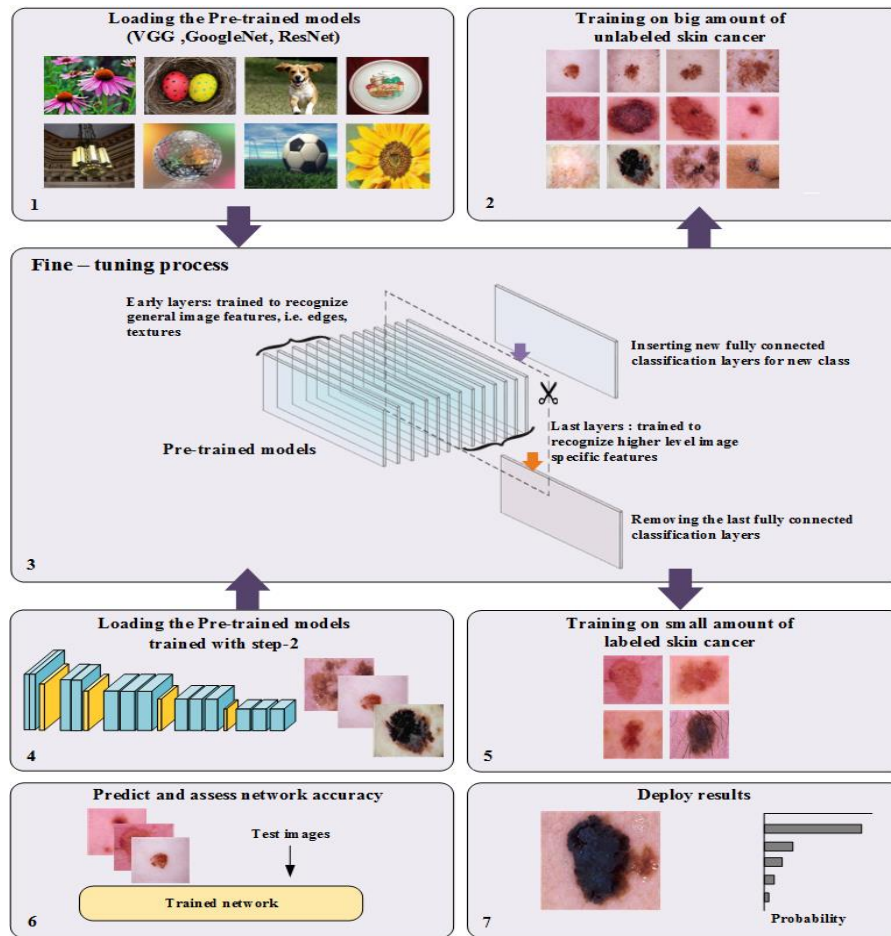 Loading the Pre-trained models
(VGG ,GoogleNet, ResNet)
1
Training on big amount of
unlabeled skin cancer
2
Fine – tuning process
Early layers: trained to recognize
general image features, i.e. edges,
textures
Pre-trained models
Inserting new fully connected
classification layers for new class
Last layers : trained to
recognize higher level image
specific features
Removing the last fully connected
classification layers
3
Loading the Pre-trained models
trained with step-2
4
Training on small amount of
labeled skin cancer
5
Predict and assess network accuracy
Test images
Trained network
6
Deploy results
Probability
7